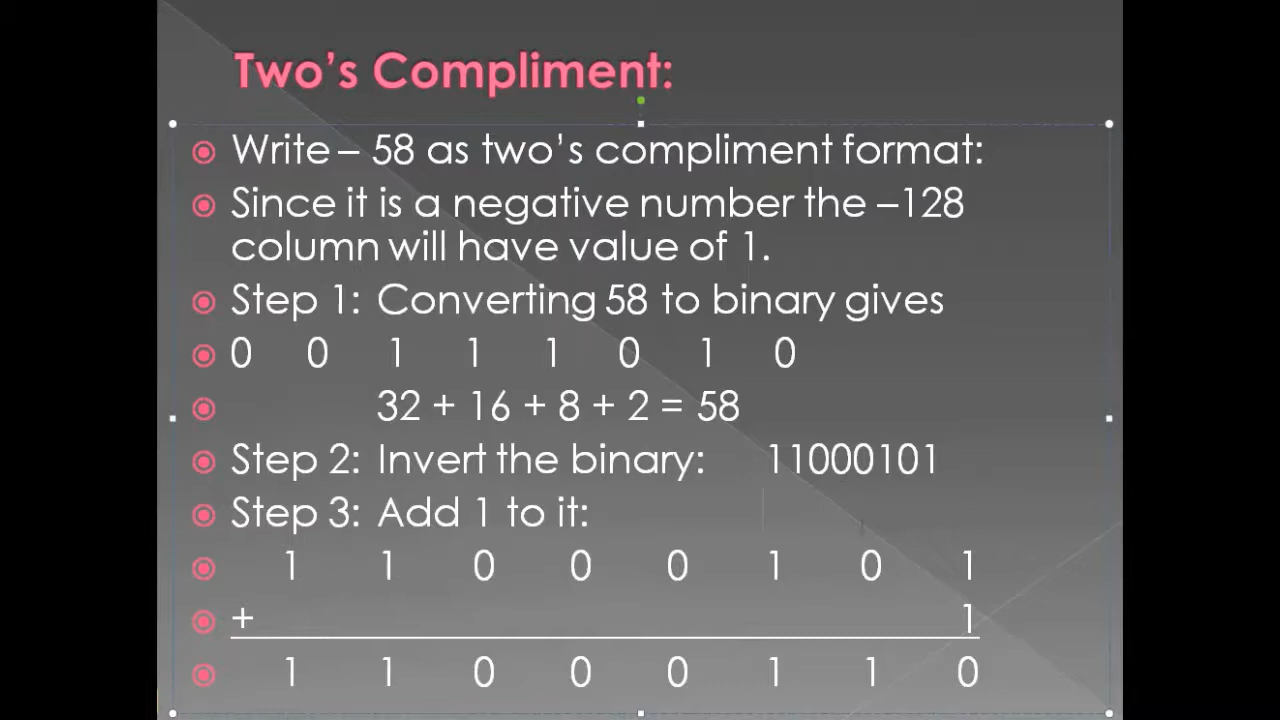 Two's Compliment:
Write – 58 as two's compliment format:
Since it is a negative number the –128
column will have value of 1.
Step 1: Converting 58 to binary gives
0 0 1 1 1 0 1 0
32 + 16 + 8 + 2 = 58
Step 2: Invert the binary: 11000101
Step 3: Add 1 to it:
1 1 0 0 0 1 0 1
+ 1
1 1 0 0 0 1 1 0